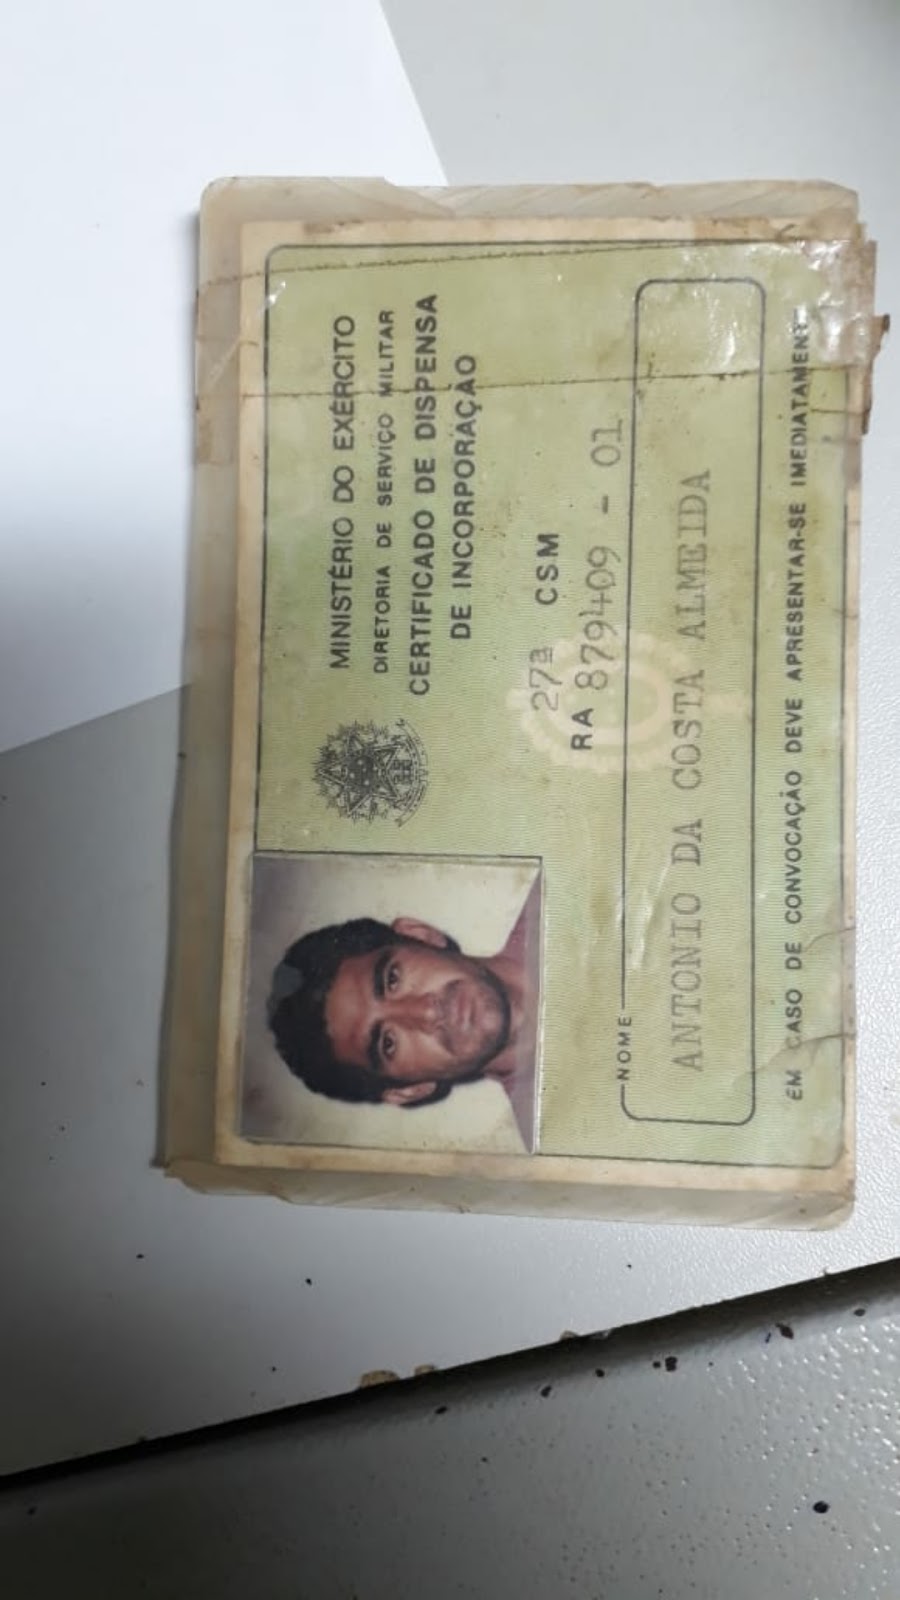 MINISTÉRIO DO EXÉRCITO
DIRETORIA DE SERVIÇO MILITAR
CERTIFICADO DE DISPENSA
DE INCORPORAÇÃO
27ª CSM
RA 879409 - 01
NOME
ANTONIO DA COSTA ALMEIDA
EM CASO DE CONVOCAÇÃO DEVE APRESENTAR-SE IMEDIATAMENT